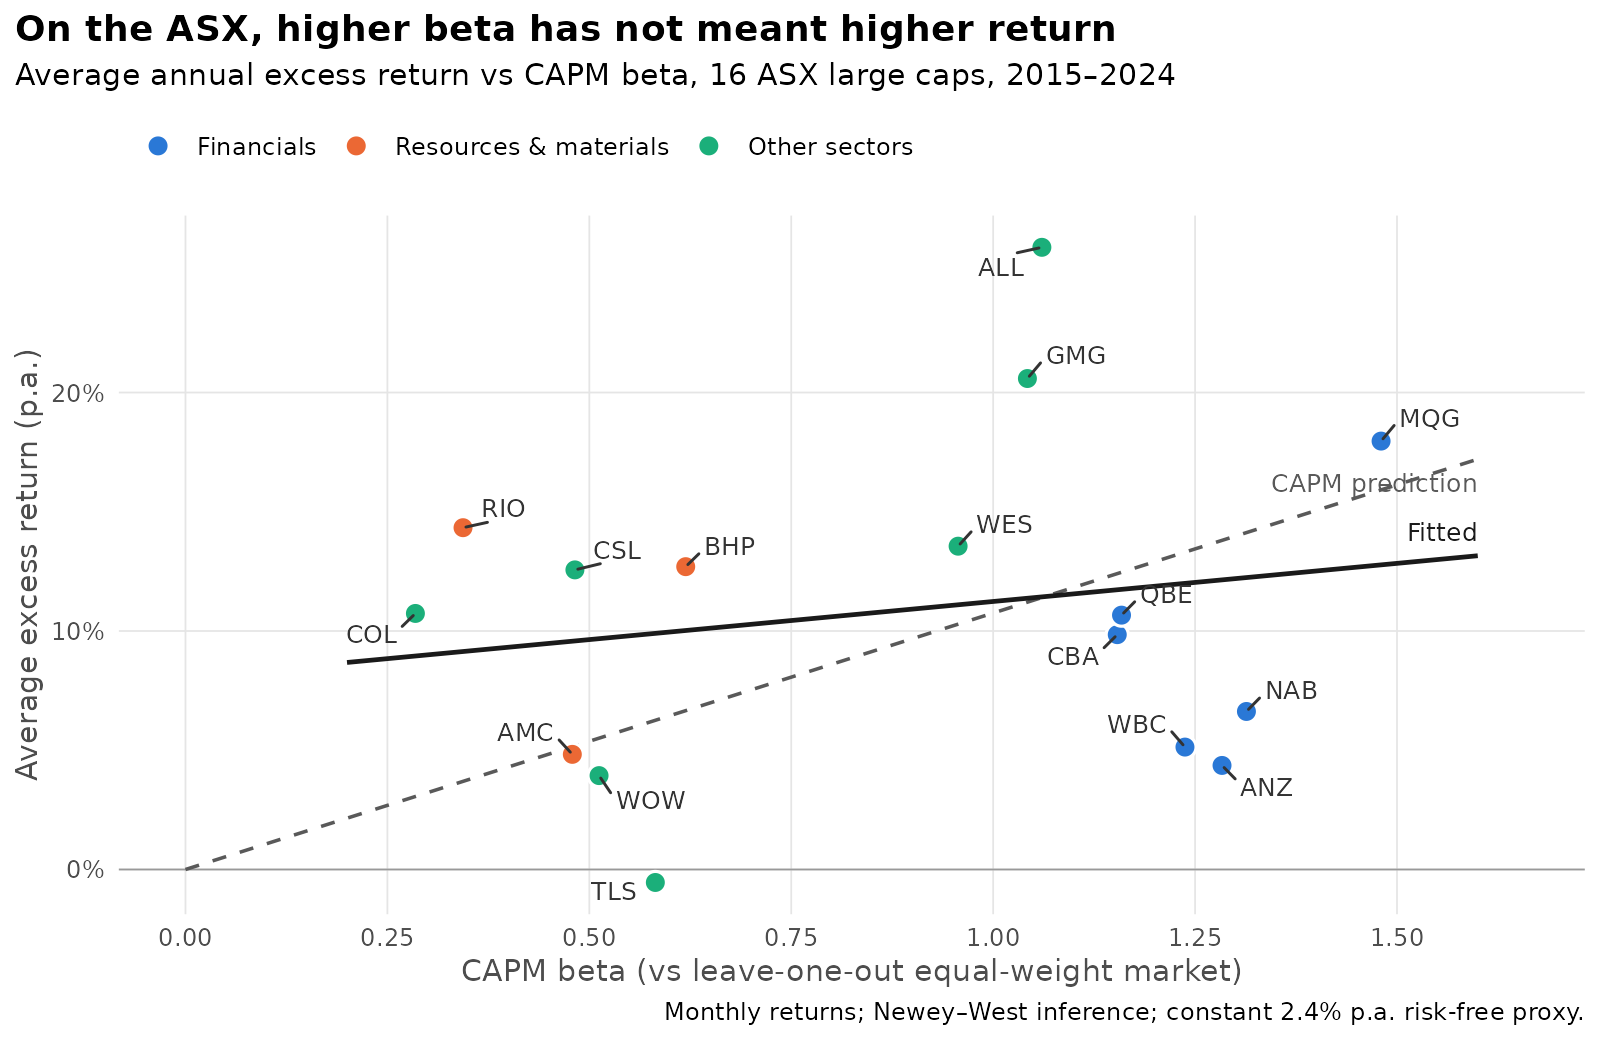 On the ASX, higher beta has not meant higher return
Average annual excess return vs CAPM beta, 16 ASX large caps, 2015–2024
Financials
Resources & materials
Other sectors
Average excess return (p.a.)
20%
10%
0%
ALL
GMG
MQG
CAPM prediction
RIO
WES
Fitted
CSL
BHP
QBE
COL
CBA
NAB
WBC
AMC
ANZ
WOW
TLS
0.00
0.25
0.50
0.75
1.00
1.25
1.50
CAPM beta (vs leave-one-out equal-weight market)
Monthly returns; Newey–West inference; constant 2.4% p.a. risk-free proxy.